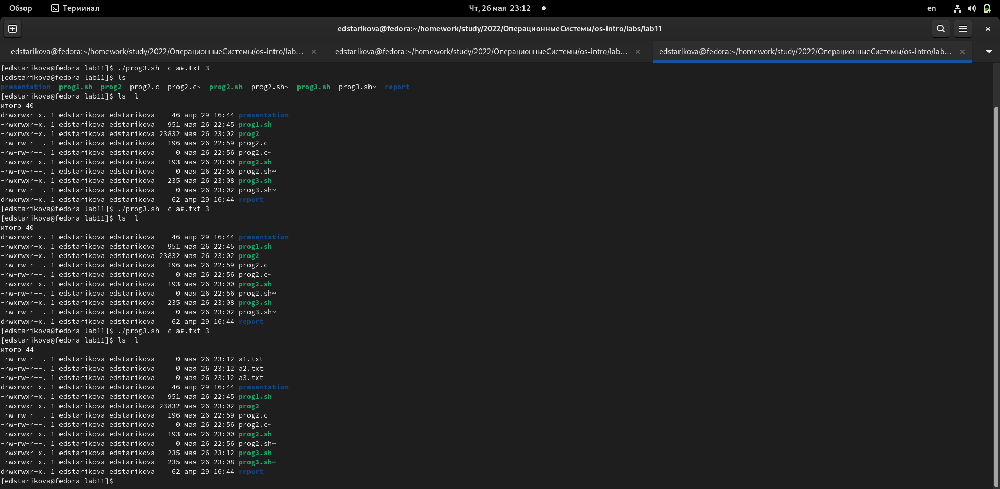 Обзор Терминал Чт, 26 мая 23:12 en
edstarikova@fedora:~/homework/study/2022/ОперационныеСистемы/os-intro/labs/lab11
edstarikova@fedora:~/homework/study/2022/ОперационныеСистемы/os-intro/lab... edstarikova@fedora:~/homework/study/2022/ОперационныеСистемы/os-intro/lab... edstarikova@fedora:~/homework/study/2022/ОперационныеСистемы/os-intro/lab...
[edstarikova@fedora lab11]$ ./prog3.sh -c a#.txt 3
[edstarikova@fedora lab11]$ ls
presentation prog1.sh prog2 prog2.c prog2.c~ prog2.sh prog2.sh~ prog3.sh prog3.sh~ report
[edstarikova@fedora lab11]$ ls -l
итого 40
drwxrwxr-x. 1 edstarikova edstarikova 46 апр 29 16:44 presentation
-rwxrwxr-x. 1 edstarikova edstarikova 951 мая 26 22:45 prog1.sh
-rwxrwxr-x. 1 edstarikova edstarikova 23832 мая 26 23:02 prog2
-rw-rw-r--. 1 edstarikova edstarikova 196 мая 26 22:59 prog2.c
-rw-rw-r--. 1 edstarikova edstarikova 0 мая 26 22:56 prog2.c~
-rwxrwxr-x. 1 edstarikova edstarikova 193 мая 26 23:00 prog2.sh
-rw-rw-r--. 1 edstarikova edstarikova 0 мая 26 22:56 prog2.sh~
-rwxrwxr-x. 1 edstarikova edstarikova 235 мая 26 23:08 prog3.sh
-rw-rw-r--. 1 edstarikova edstarikova 0 мая 26 23:02 prog3.sh~
drwxrwxr-x. 1 edstarikova edstarikova 62 апр 29 16:44 report
[edstarikova@fedora lab11]$ ./prog3.sh -c a#.txt 3
[edstarikova@fedora lab11]$ ls -l
итого 40
drwxrwxr-x. 1 edstarikova edstarikova 46 апр 29 16:44 presentation
-rwxrwxr-x. 1 edstarikova edstarikova 951 мая 26 22:45 prog1.sh
-rwxrwxr-x. 1 edstarikova edstarikova 23832 мая 26 23:02 prog2
-rw-rw-r--. 1 edstarikova edstarikova 196 мая 26 22:59 prog2.c
-rw-rw-r--. 1 edstarikova edstarikova 0 мая 26 22:56 prog2.c~
-rwxrwxr-x. 1 edstarikova edstarikova 193 мая 26 23:00 prog2.sh
-rw-rw-r--. 1 edstarikova edstarikova 0 мая 26 22:56 prog2.sh~
-rwxrwxr-x. 1 edstarikova edstarikova 235 мая 26 23:08 prog3.sh
-rw-rw-r--. 1 edstarikova edstarikova 0 мая 26 23:02 prog3.sh~
drwxrwxr-x. 1 edstarikova edstarikova 62 апр 29 16:44 report
[edstarikova@fedora lab11]$ ./prog3.sh -c a#.txt 3
[edstarikova@fedora lab11]$ ls -l
итого 44
-rw-rw-r--. 1 edstarikova edstarikova 0 мая 26 23:12 a1.txt
-rw-rw-r--. 1 edstarikova edstarikova 0 мая 26 23:12 a2.txt
-rw-rw-r--. 1 edstarikova edstarikova 0 мая 26 23:12 a3.txt
drwxrwxr-x. 1 edstarikova edstarikova 46 апр 29 16:44 presentation
-rwxrwxr-x. 1 edstarikova edstarikova 951 мая 26 22:45 prog1.sh
-rwxrwxr-x. 1 edstarikova edstarikova 23832 мая 26 23:02 prog2
-rw-rw-r--. 1 edstarikova edstarikova 196 мая 26 22:59 prog2.c
-rw-rw-r--. 1 edstarikova edstarikova 0 мая 26 22:56 prog2.c~
-rwxrwxr-x. 1 edstarikova edstarikova 193 мая 26 23:00 prog2.sh
-rw-rw-r--. 1 edstarikova edstarikova 0 мая 26 22:56 prog2.sh~
-rwxrwxr-x. 1 edstarikova edstarikova 235 мая 26 23:12 prog3.sh
-rwxrwxr-x. 1 edstarikova edstarikova 235 мая 26 23:08 prog3.sh~
drwxrwxr-x. 1 edstarikova edstarikova 62 апр 29 16:44 report
[edstarikova@fedora lab11]$